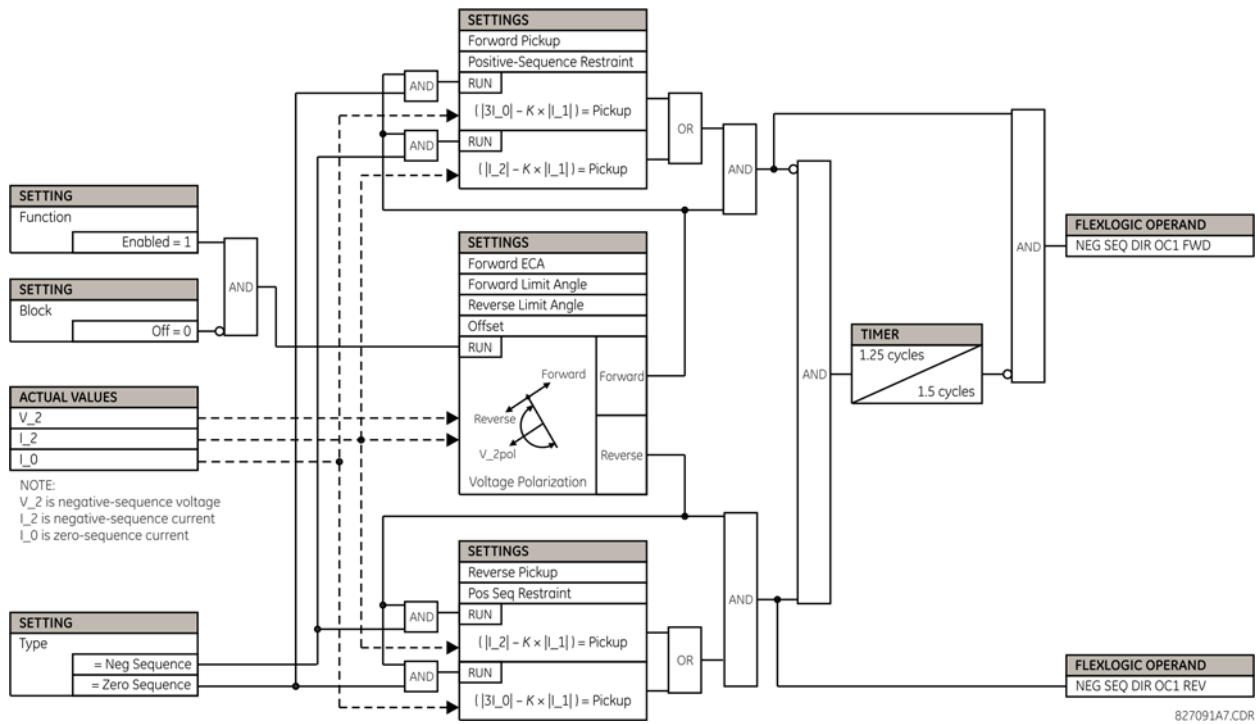 SETTINGS
Forward Pickup
Positive-Sequence Restraint
AND
RUN
( |3I_0| – K × |I_1| ) = Pickup
OR
AND
RUN
( |I_2| – K × |I_1| ) = Pickup
AND
SETTING
Function
Enabled = 1
AND
SETTING
Block
Off = 0
SETTINGS
Forward ECA
Forward Limit Angle
Reverse Limit Angle
Offset
RUN
Forward
Forward
Reverse
V_2pol
Reverse
Voltage Polarization
AND
FLEXLOGIC OPERAND
NEG SEQ DIR OC1 FWD
AND
TIMER
1.25 cycles
1.5 cycles
ACTUAL VALUES
V_2
I_2
I_0
NOTE:
V_2 is negative-sequence voltage
I_2 is negative-sequence current
I_0 is zero-sequence current
SETTING
Type
= Neg Sequence
= Zero Sequence
SETTINGS
Reverse Pickup
Pos Seq Restraint
AND
RUN
( |I_2| – K × |I_1| ) = Pickup
OR
AND
RUN
( |3I_0| – K × |I_1| ) = Pickup
AND
FLEXLOGIC OPERAND
NEG SEQ DIR OC1 REV
827091A7.CDR